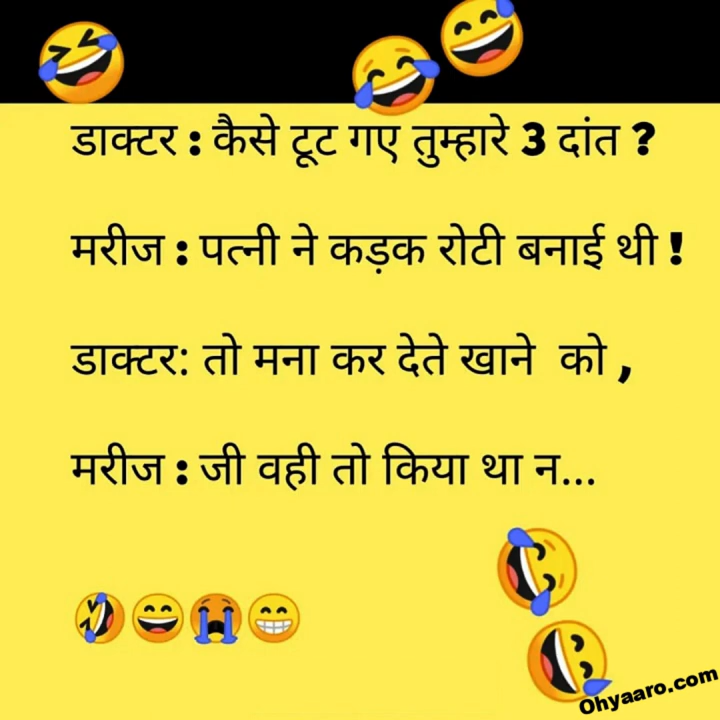 डाक्टर : कैसे टूट गए तुम्हारे 3 दांत ?
मरीज : पत्नी ने कड़क रोटी बनाई थी !
डाक्टर: तो मना कर देते खाने को ,
मरीज : जी वही तो किया था न...
Ohyaaro.com